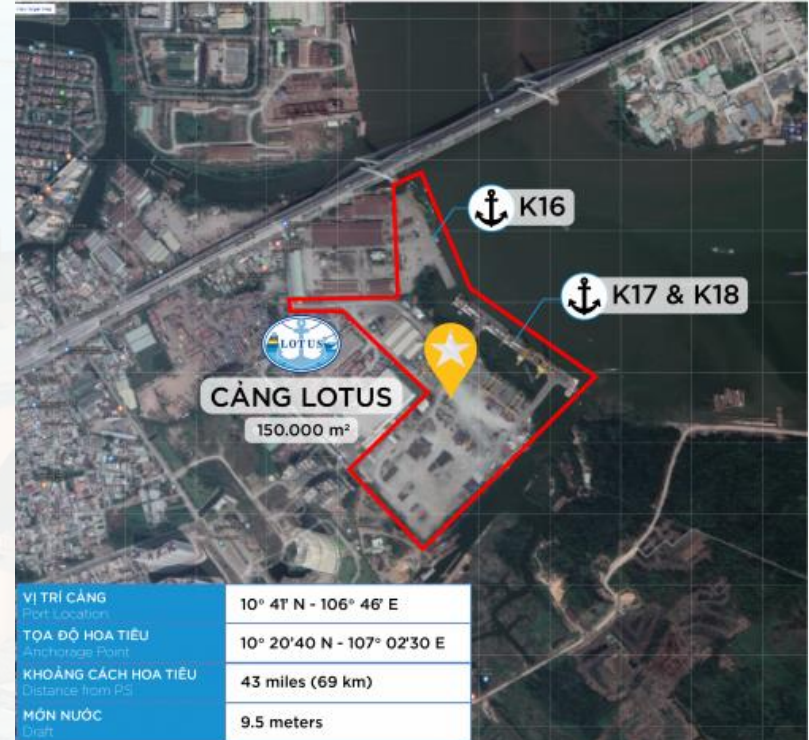 K16
K17 & K18
LOTUS
CẢNG LOTUS
150.000 m²
VỊ TRÍ CẢNG
Port Location
10° 41' N - 106° 46' E
TỌA ĐỘ HOA TIÊU
Anchorage Point
10° 20'40 N - 107° 02'30 E
KHOẢNG CÁCH HOA TIÊU
Distance from PS
43 miles (69 km)
MÓN NƯỚC
Draft
9.5 meters